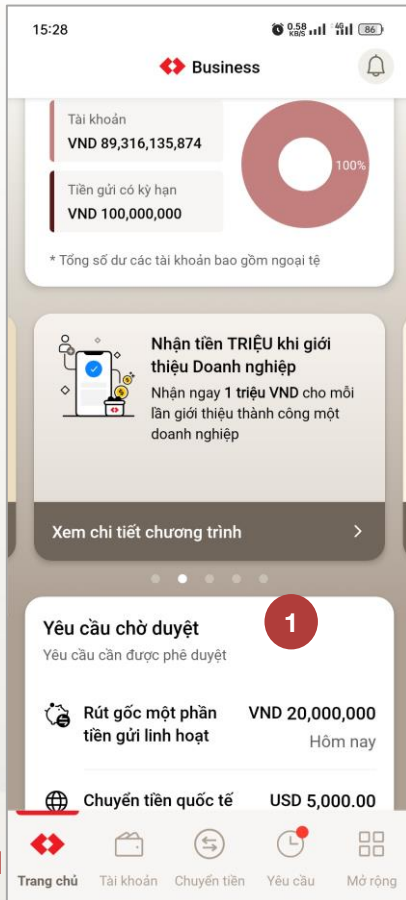 15:28
0.58 KB/S 4G 86
Business
Tài khoản
VND 89,316,135,874
100%
Tiền gửi có kỳ hạn
VND 100,000,000
* Tổng số dư các tài khoản bao gồm ngoại tệ
Nhận tiền TRIỆU khi giới
thiệu Doanh nghiệp
Nhận ngay 1 triệu VND cho mỗi
lần giới thiệu thành công một
doanh nghiệp
Xem chi tiết chương trình
Yêu cầu chờ duyệt
1
Yêu cầu cần được phê duyệt
Rút gốc một phần VND 20,000,000
tiền gửi linh hoạt Hôm nay
Chuyển tiền quốc tế USD 5,000.00
Trang chủ Tài khoản Chuyển tiền Yêu cầu Mở rộng